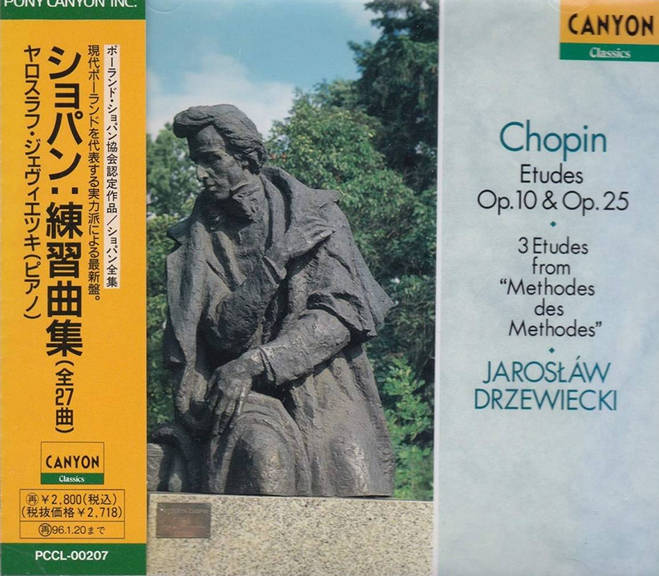 PONY CANYON INC.
ポーランド・ショパン協会認定作品/ショパン全集
現代ポーランドを代表する実力派による最新盤。
ショパン:練習曲集(全27曲)
ヤロスラフ・ジェヴィエツキ(ピアノ)
CANYON
Classics
再¥2,800(税込)
(税抜価格¥2,718)
再96.1.20まで
PCCL-00207
CANYON
Classics
Chopin
Etudes
Op.10 & Op.25
3 Etudes
from
“Methodes
des
Methodes”
JAROSŁAW
DRZEWIECKI